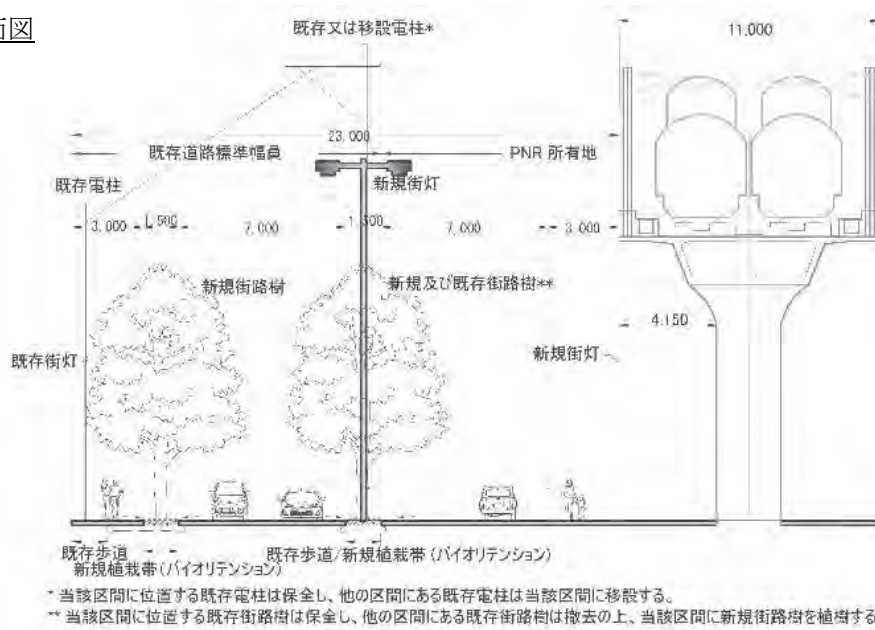 面図
既存又は移設電柱*
11,000
23,000
既存道路標準幅員
PNR 所有地
既存電柱
新規街灯
3,000
1,500
7,000
1,500
7,000
3,000
新規街路樹
新規及び既存街路樹**
4,150
既存街灯
新規街灯
既存歩道
既存歩道/新規植栽帯 (バイオリテンション)
新規植栽帯 (バイオリテンション)
* 当該区間に位置する既存電柱は保全し、他の区間にある既存電柱は当該区間に移設する。
** 当該区間に位置する既存街路樹は保全し、他の区間にある既存街路樹は撤去の上、当該区間に新規街路樹を植樹する